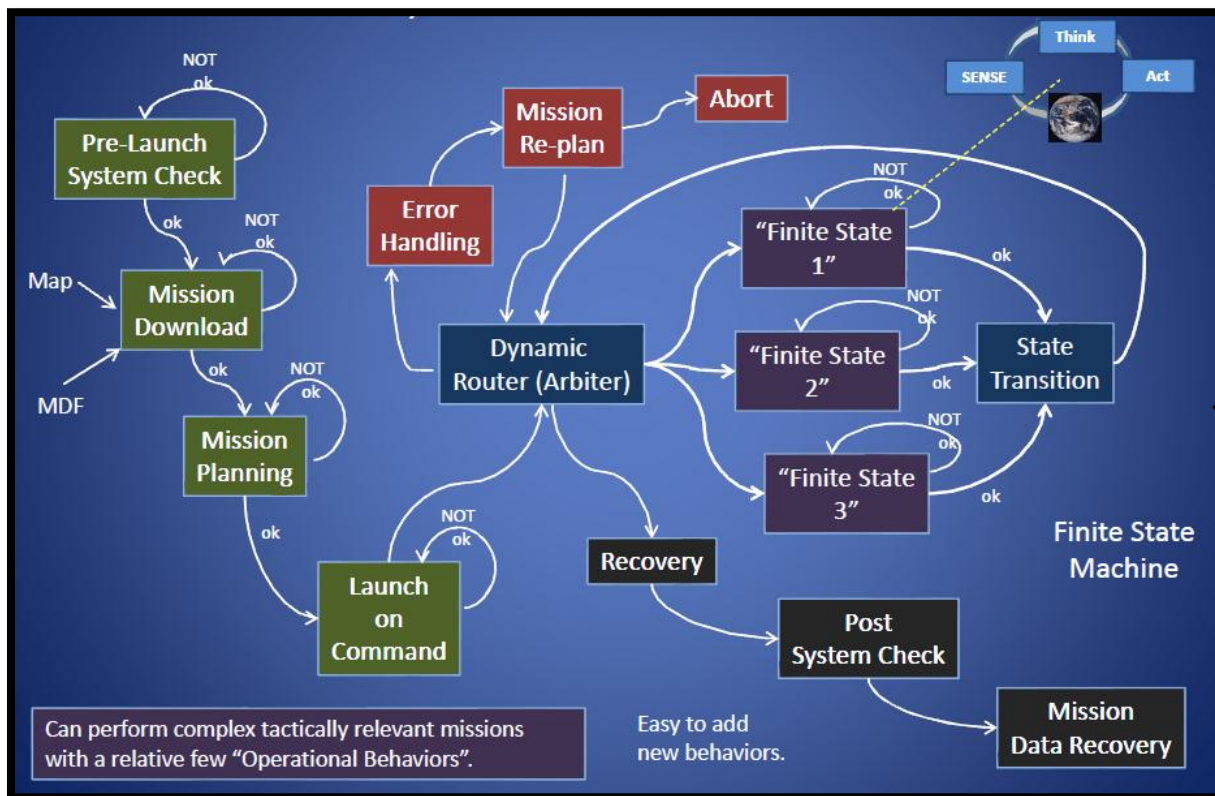 Think
SENSE
Act
NOT
ok
Pre-Launch
System Check
ok
NOT
ok
Map
Mission
Download
MDF
ok
NOT
ok
Mission
Planning
ok
NOT
ok
Launch
on
Command
Mission
Re-plan
Abort
Error
Handling
Dynamic
Router (Arbiter)
NOT
ok
“Finite State
1”
ok
NOT
ok
“Finite State
2”
ok
NOT
ok
“Finite State
3”
ok
State
Transition
Finite State
Machine
Recovery
Post
System Check
Mission
Data Recovery
Can perform complex tactically relevant missions
with a relative few “Operational Behaviors”.
Easy to add
new behaviors.